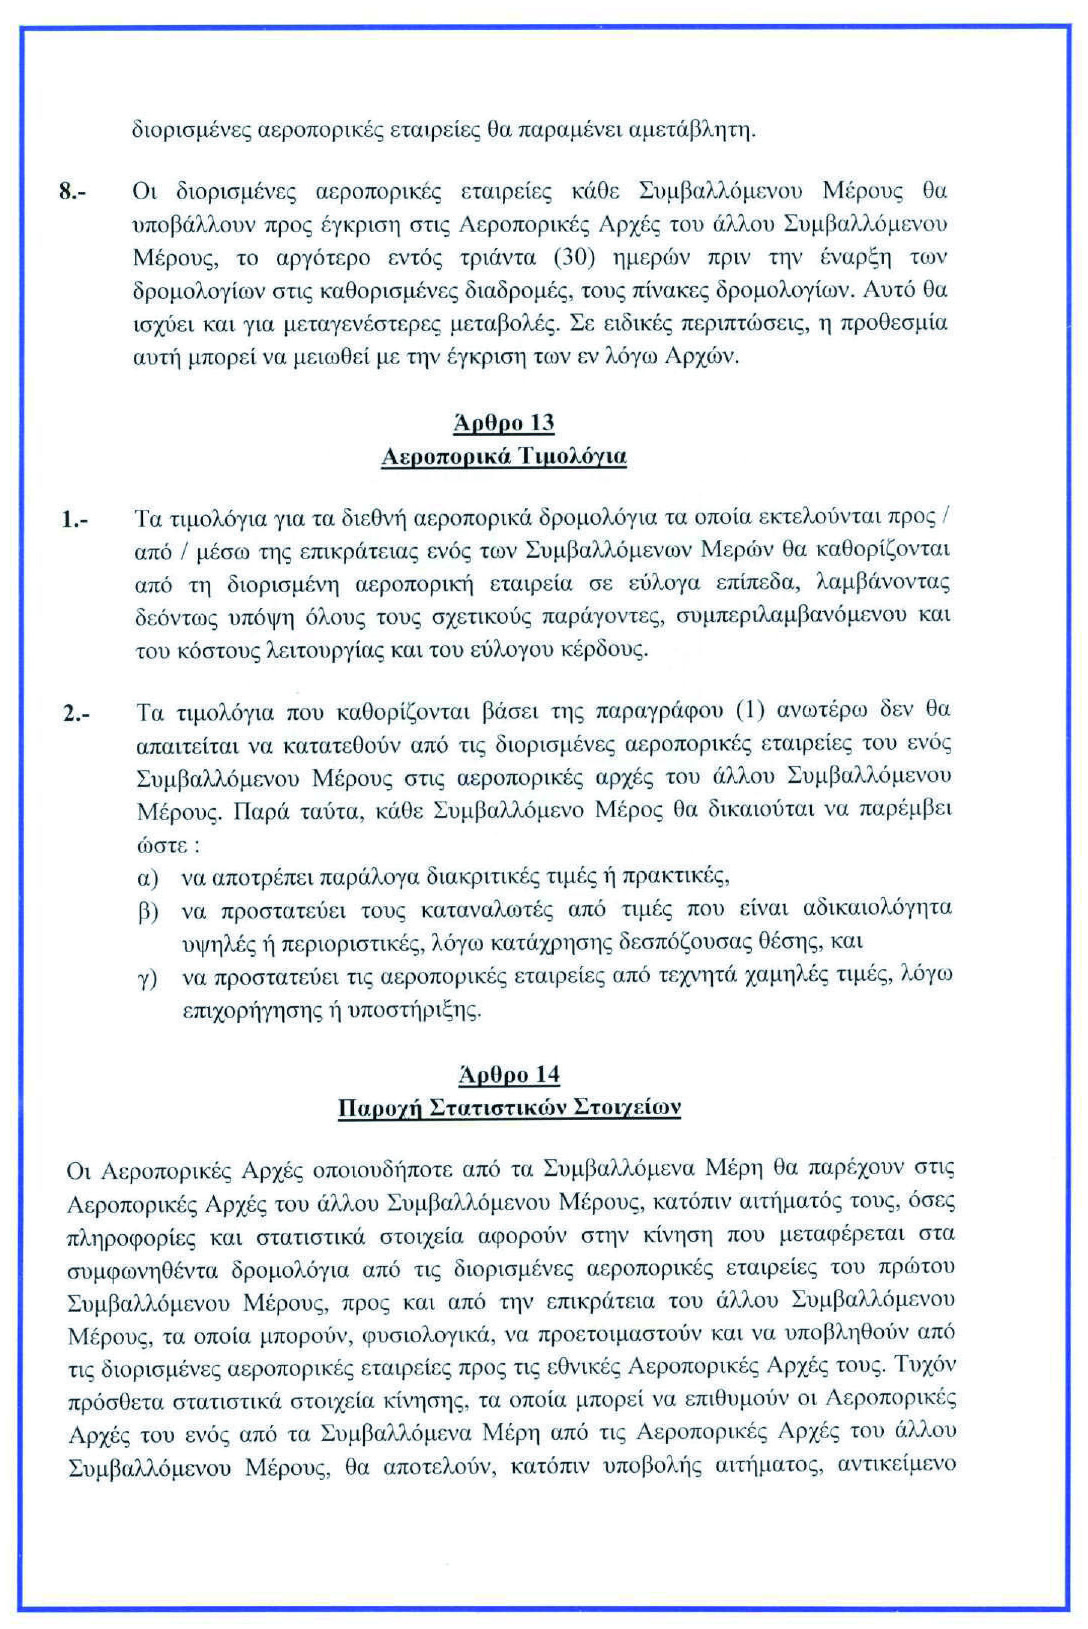 διορισμένες αεροπορικές εταιρείες θα παραμένει αμετάβλητη.
8.- Οι διορισμένες αεροπορικές εταιρείες κάθε Συμβαλλόμενου Μέρους θα
υποβάλλουν προς έγκριση στις Αεροπορικές Αρχές του άλλου Συμβαλλόμενου
Μέρους, το αργότερο εντός τριάντα (30) ημερών πριν την έναρξη των
δρομολογίων στις καθορισμένες διαδρομές, τους πίνακες δρομολογίων. Αυτό θα
ισχύει και για μεταγενέστερες μεταβολές. Σε ειδικές περιπτώσεις, η προθεσμία
αυτή μπορεί να μειωθεί με την έγκριση των εν λόγω Αρχών.
Άρθρο 13
Αεροπορικά Τιμολόγια
1.- Τα τιμολόγια για τα διεθνή αεροπορικά δρομολόγια τα οποία εκτελούνται προς /
από / μέσω της επικράτειας ενός των Συμβαλλόμενων Μερών θα καθορίζονται
από τη διορισμένη αεροπορική εταιρεία σε εύλογα επίπεδα, λαμβάνοντας
δεόντως υπόψη όλους τους σχετικούς παράγοντες, συμπεριλαμβανόμενου και
του κόστους λειτουργίας και του εύλογου κέρδους.
2.- Τα τιμολόγια που καθορίζονται βάσει της παραγράφου (1) ανωτέρω δεν θα
απαιτείται να κατατεθούν από τις διορισμένες αεροπορικές εταιρείες του ενός
Συμβαλλόμενου Μέρους στις αεροπορικές αρχές του άλλου Συμβαλλόμενου
Μέρους. Παρά ταύτα, κάθε Συμβαλλόμενο Μέρος θα δικαιούται να παρέμβει
ώστε :
α) να αποτρέπει παράλογα διακριτικές τιμές ή πρακτικές,
β) να προστατεύει τους καταναλωτές από τιμές που είναι αδικαιολόγητα
υψηλές ή περιοριστικές, λόγω κατάχρησης δεσπόζουσας θέσης, και
γ) να προστατεύει τις αεροπορικές εταιρείες από τεχνητά χαμηλές τιμές, λόγω
επιχορήγησης ή υποστήριξης.
Άρθρο 14
Παροχή Στατιστικών Στοιχείων
Οι Αεροπορικές Αρχές οποιουδήποτε από τα Συμβαλλόμενα Μέρη θα παρέχουν στις
Αεροπορικές Αρχές του άλλου Συμβαλλόμενου Μέρους, κατόπιν αιτήματός τους, όσες
πληροφορίες και στατιστικά στοιχεία αφορούν στην κίνηση που μεταφέρεται στα
συμφωνηθέντα δρομολόγια από τις διορισμένες αεροπορικές εταιρείες του πρώτου
Συμβαλλόμενου Μέρους, προς και από την επικράτεια του άλλου Συμβαλλόμενου
Μέρους, τα οποία μπορούν, φυσιολογικά, να προετοιμαστούν και να υποβληθούν από
τις διορισμένες αεροπορικές εταιρείες προς τις εθνικές Αεροπορικές Αρχές τους. Τυχόν
πρόσθετα στατιστικά στοιχεία κίνησης, τα οποία μπορεί να επιθυμούν οι Αεροπορικές
Αρχές του ενός από τα Συμβαλλόμενα Μέρη από τις Αεροπορικές Αρχές του άλλου
Συμβαλλόμενου Μέρους, θα αποτελούν, κατόπιν υποβολής αιτήματος, αντικείμενο